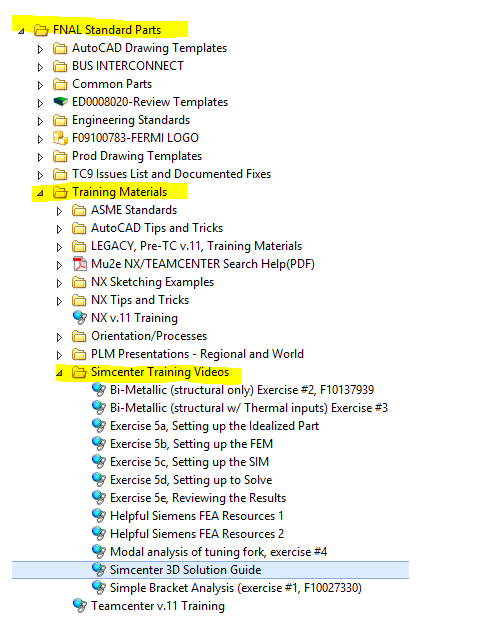 FNAL Standard Parts
AutoCAD Drawing Templates
BUS INTERCONNECT
Common Parts
ED0008020-Review Templates
Engineering Standards
F09100783-FERMI LOGO
Prod Drawing Templates
TC9 Issues List and Documented Fixes
Training Materials
ASME Standards
AutoCAD Tips and Tricks
LEGACY, Pre-TC v.11, Training Materials
Mu2e NX/TEAMCENTER Search Help(PDF)
NX Sketching Examples
NX Tips and Tricks
NX v.11 Training
Orientation/Processes
PLM Presentations - Regional and World
Simcenter Training Videos
Bi-Metallic (structural only) Exercise #2, F10137939
Bi-Metallic (structural w/ Thermal inputs) Exercise #3
Exercise 5a, Setting up the Idealized Part
Exercise 5b, Setting up the FEM
Exercise 5c, Setting up the SIM
Exercise 5d, Setting up to Solve
Exercise 5e, Reviewing the Results
Helpful Siemens FEA Resources 1
Helpful Siemens FEA Resources 2
Modal analysis of tuning fork, exercise #4
Simcenter 3D Solution Guide
Simple Bracket Analysis (exercise #1, F10027330)
Teamcenter v.11 Training